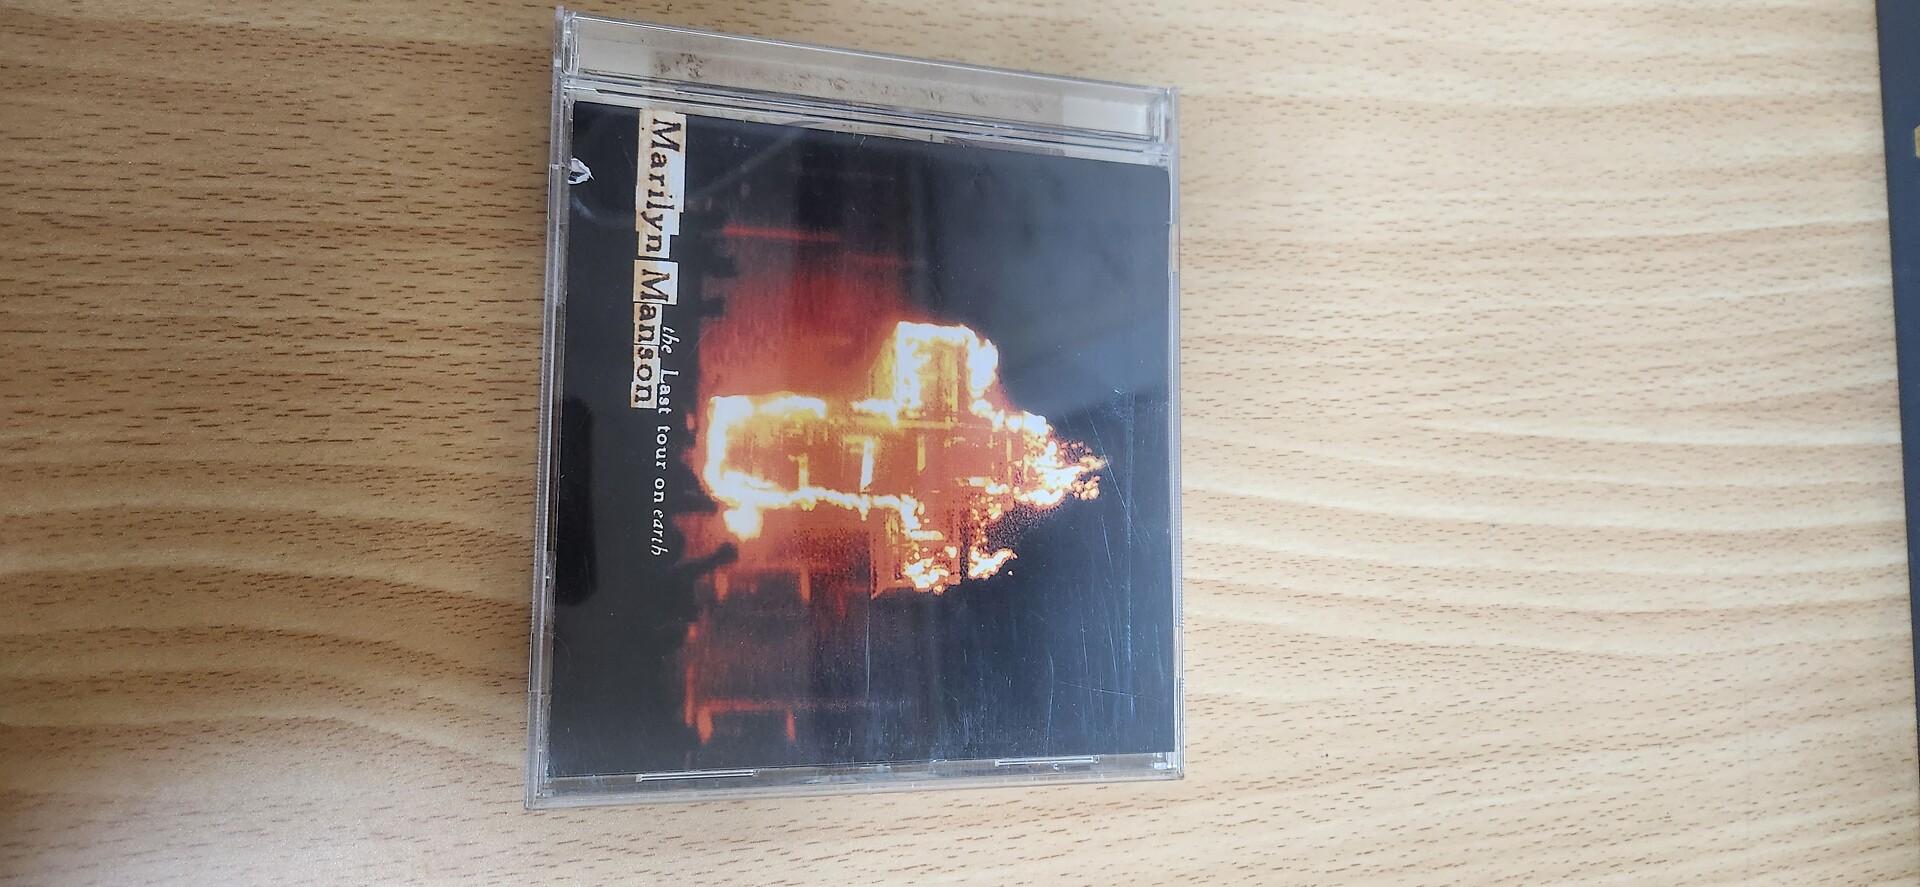 Marilyn Manson
the Last tour on earth